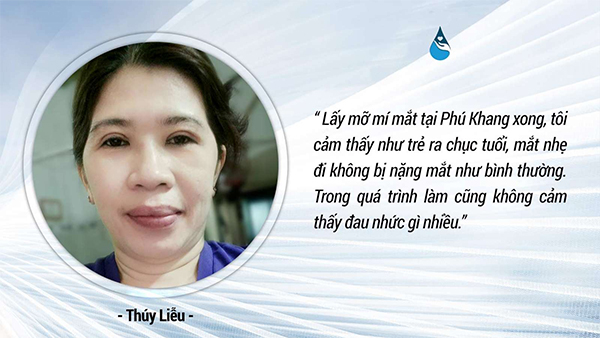 “ Lấy mỡ mí mắt tại Phú Khang xong, tôi
cảm thấy như trẻ ra chục tuổi, mắt nhẹ
đi không bị nặng mắt như bình thường.
Trong quá trình làm cũng không cảm
thấy đau nhức gì nhiều.”
- Thúy Liễu -